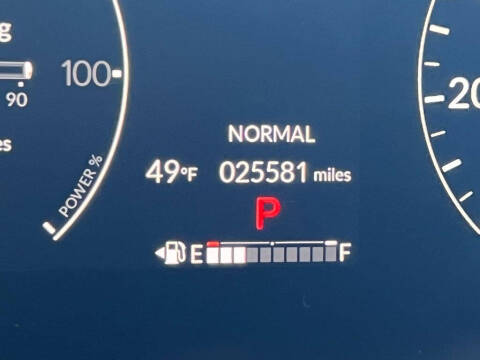 g
100
90
es
POWER %
20
NORMAL
49°F 025581 miles
P
E F